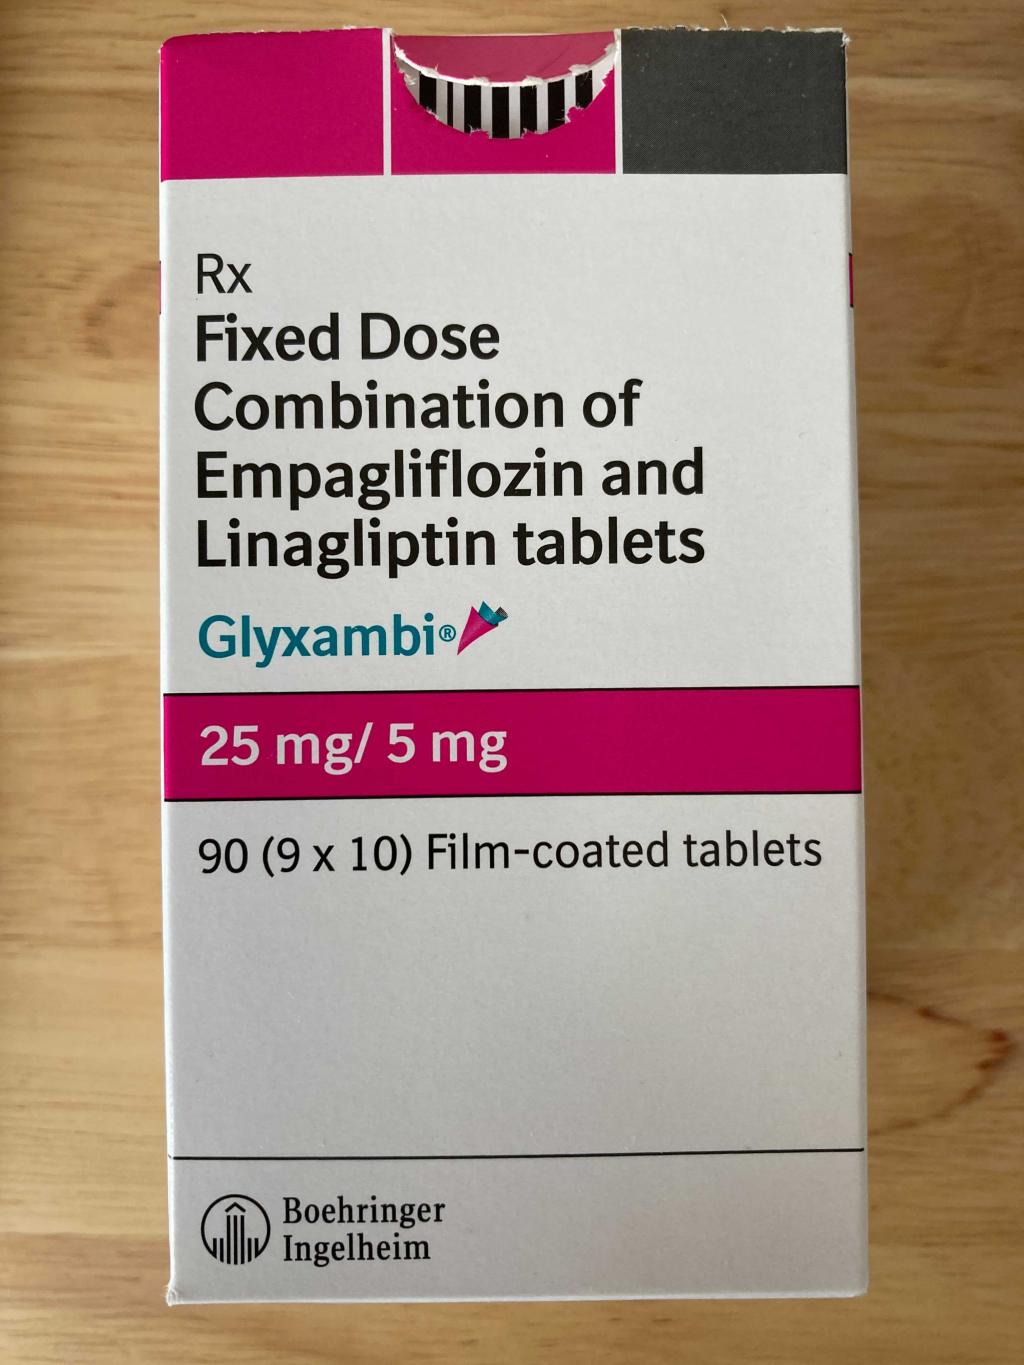 Rx
Fixed Dose
Combination of
Empagliflozin and
Linagliptin tablets
Glyxambi®
25 mg/ 5 mg
90 (9 x 10) Film-coated tablets
Boehringer
Ingelheim